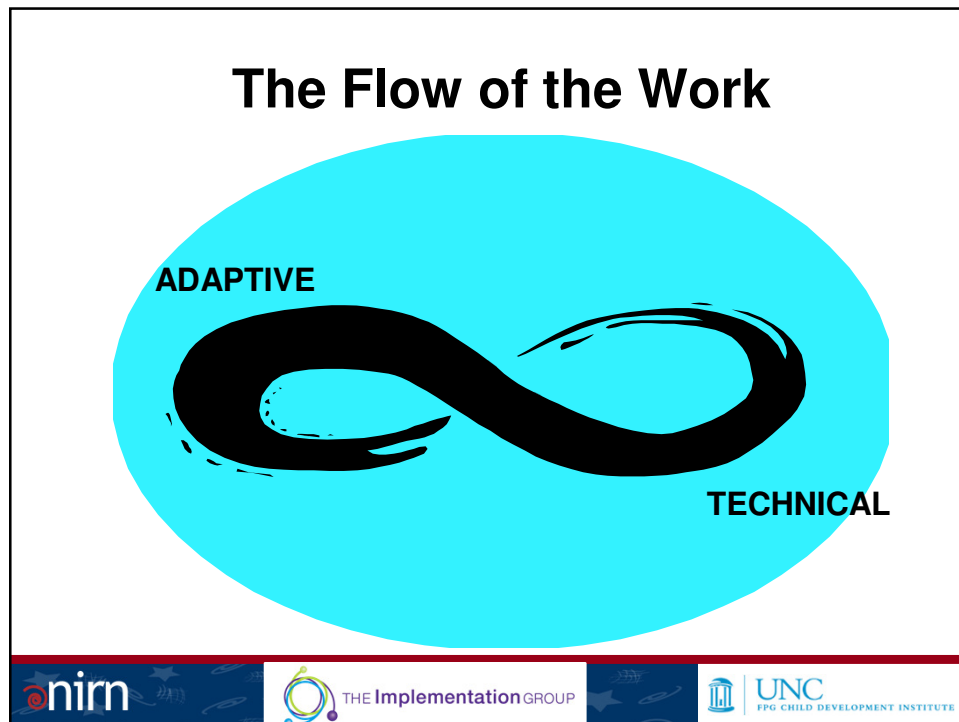 The Flow of the Work
ADAPTIVE
TECHNICAL
nirn
THE Implementation GROUP
UNC
FPG CHILD DEVELOPMENT INSTITUTE